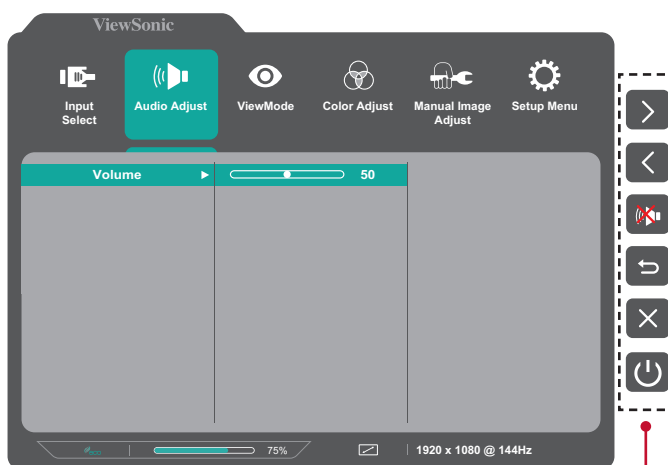 ViewSonic
Input
Select
Audio Adjust
ViewMode
Color Adjust
Manual Image
Adjust
Setup Menu
Volume
50
75%
1920 x 1080 @ 144Hz